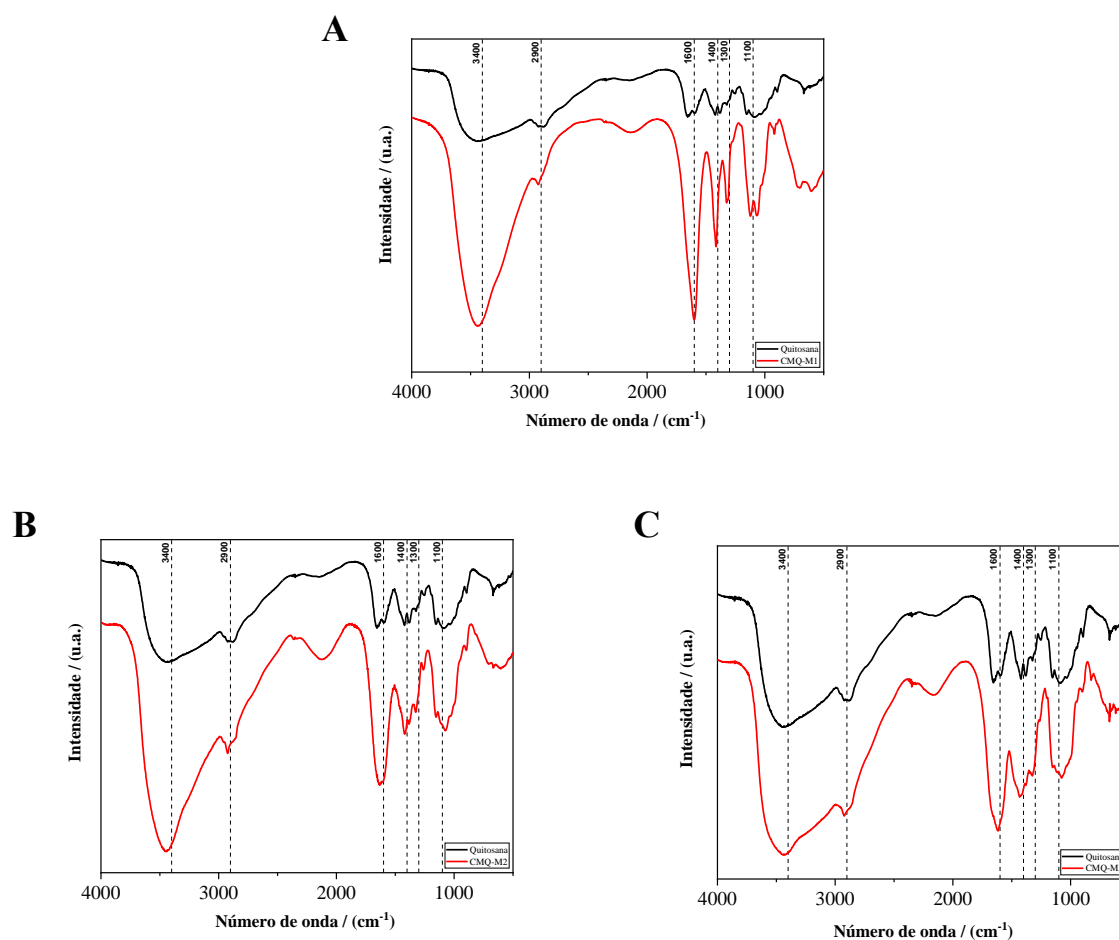 A
3400
2900
1600
1400
1300
1100
Intensidade / (u.a.)
Quitosana
CMQ-M1
4000 3000 2000 1000
Número de onda / (cm⁻¹)
B
3400
2900
1600
1400
1300
1100
Intensidade / (u.a.)
Quitosana
CMQ-M2
4000 3000 2000 1000
Número de onda / (cm⁻¹)
C
3400
2900
1600
1400
1300
1100
Intensidade / (u.a.)
Quitosana
4000 3000 2000 1000
Número de onda / (cm⁻¹)